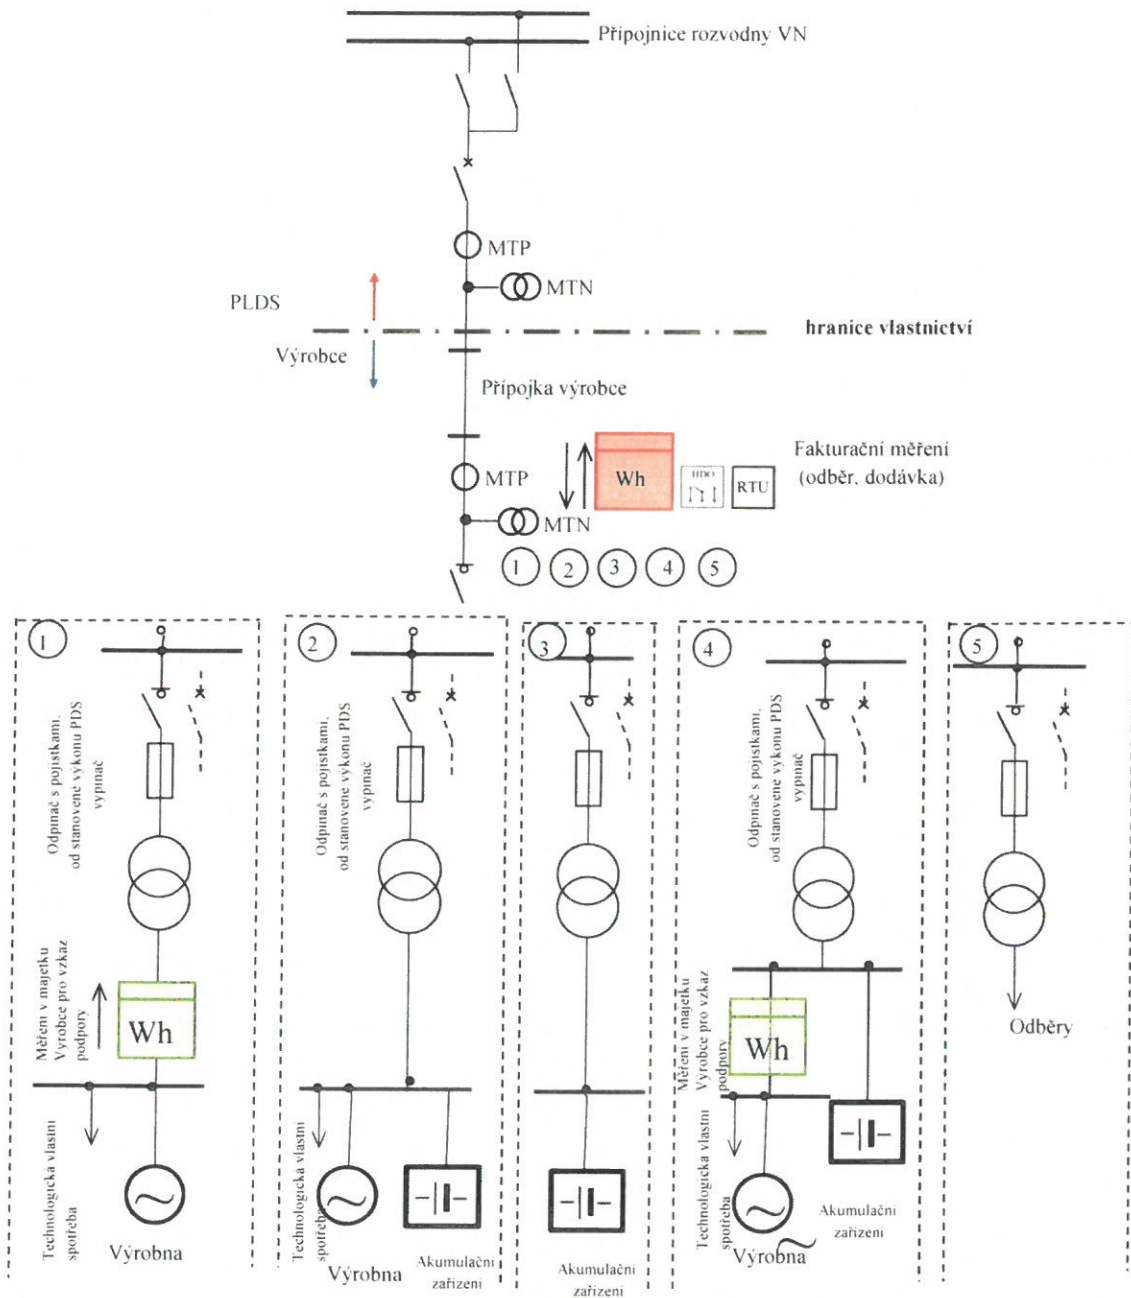 Přípojnice rozvodny VN
MTP
MTN
PLDS
hranice vlastnictví
Výrobce
Přípojka výrobce
Fakturační měření
(odběr, dodávka)
Wh
HDO
RTU
MTP
MTN
1 2 3 4 5
1
Odpínač s pojistkami,
od stanovene výkonu PDS
vypínač
Měření v majetku
Výrobce pro vzkaz
podpory
Wh
Technologická vlastní
spotřeba
Výrobna
2
Odpínač s pojistkami,
od stanovene výkonu PDS
vypínač
Technologická vlastní
spotřeba
Výrobna
Akumulační
zařízení
3
Akumulační
zařízení
4
Odpínač s pojistkami,
od stanovene výkonu PDS
vypínač
Měření v majetku
Výrobce pro vzkaz
podpory
Wh
Technologická vlastní
spotřeba
Výrobna
Akumulační
zařízení
5
Odběry